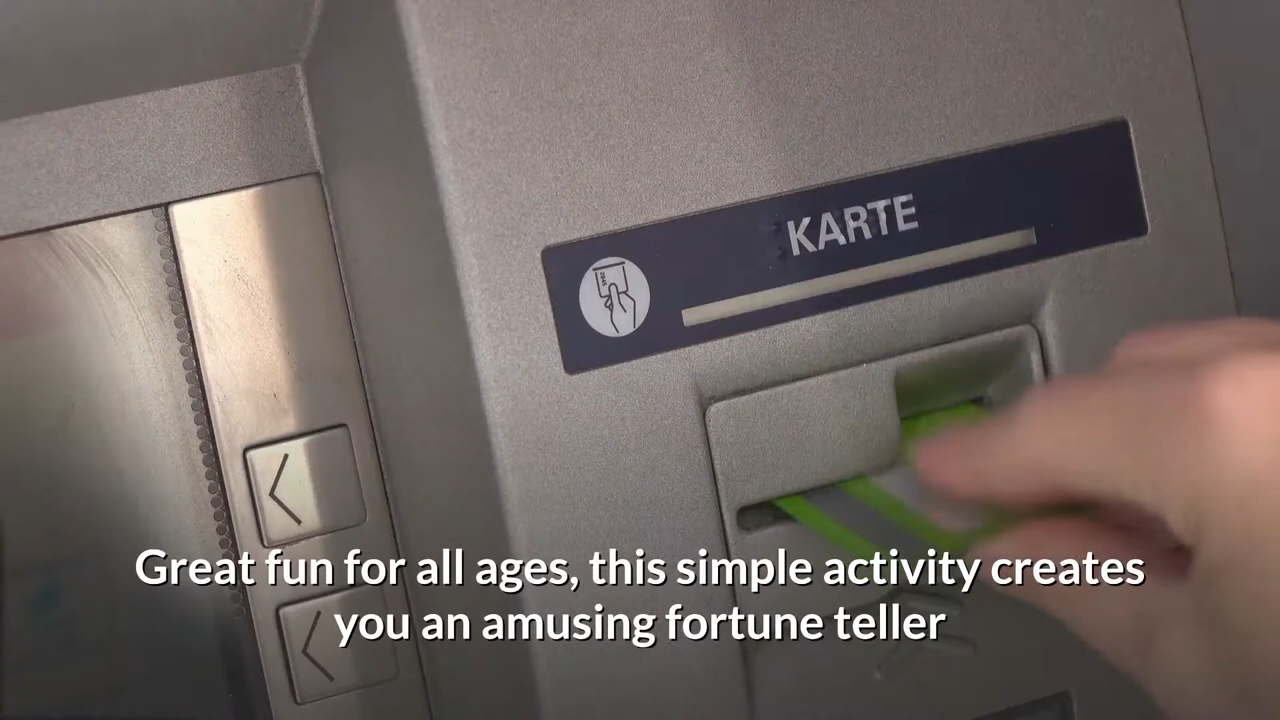 KARTE
Great fun for all ages, this simple activity creates
you an amusing fortune teller